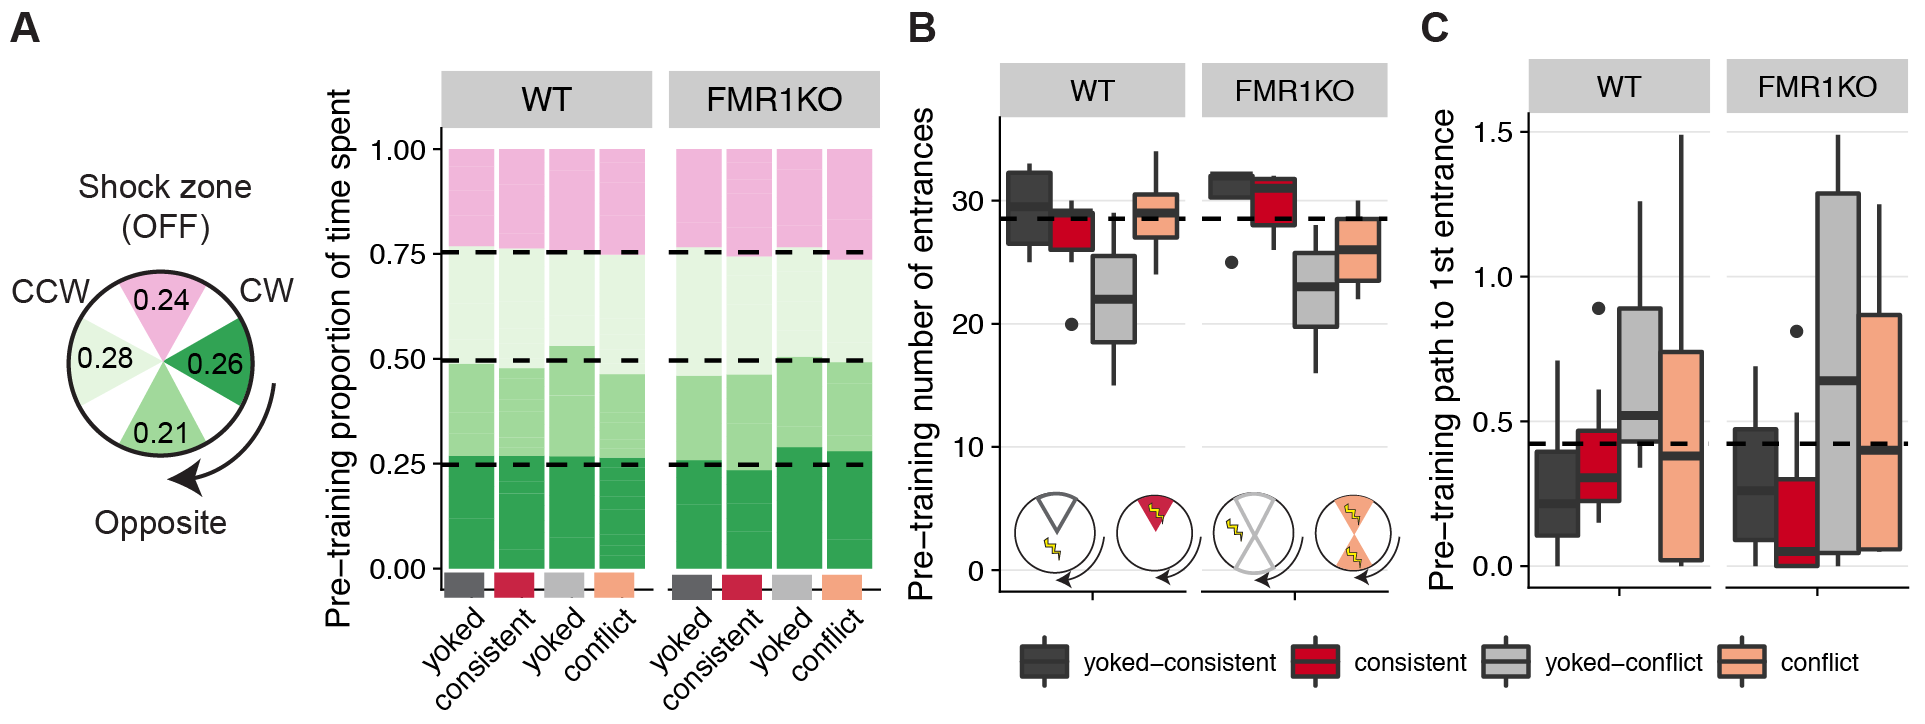 A
Shock zone
(OFF)
CCW
CW
0.24
0.28
0.26
0.21
Opposite
Pre−training proportion of time spent
WT
FMR1KO
1.00
0.75
0.50
0.25
0.00
yoked
consistent
yoked
conflict
yoked
consistent
yoked
conflict
B
Pre−training number of entrances
WT
FMR1KO
30
20
10
0
C
Pre−training path to 1st entrance
WT
FMR1KO
1.5
1.0
0.5
0.0
yoked−consistent
consistent
yoked−conflict
conflict